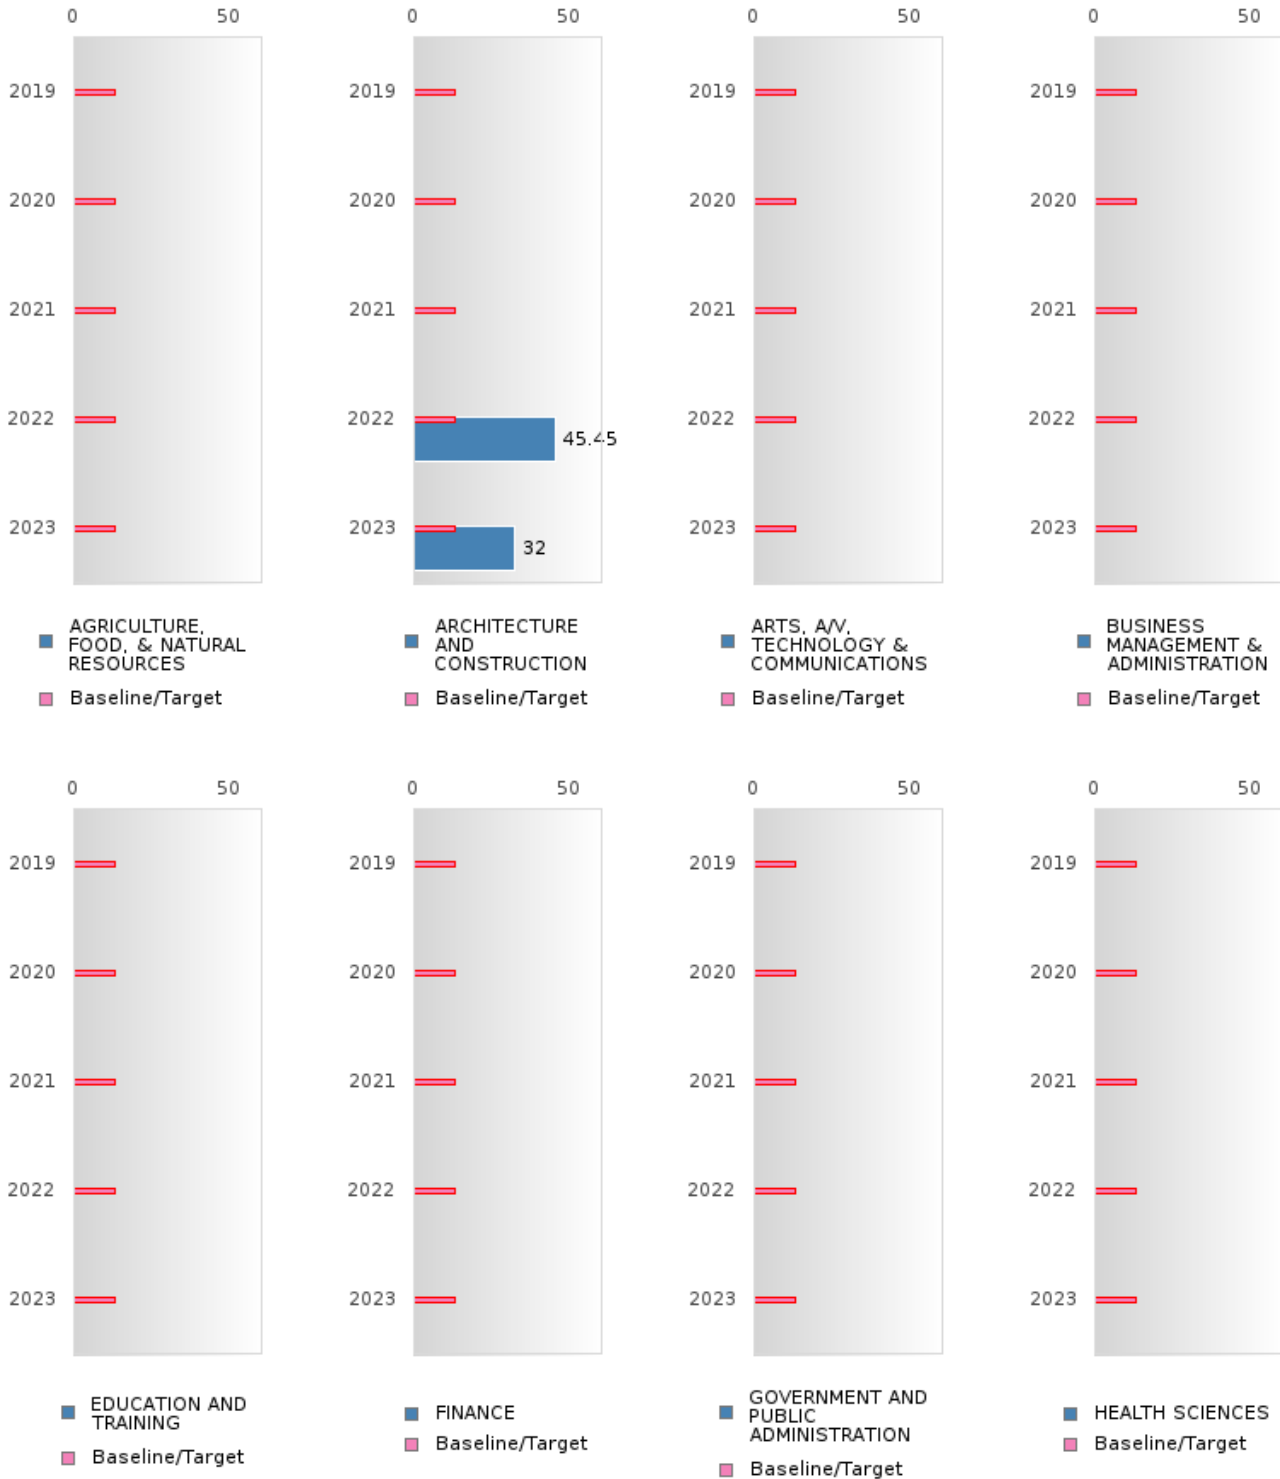 0 50 0 50 0 50 0 50
2019 2019 2019 2019
2020 2020 2020 2020
2021 2021 2021 2021
2022 2022 2022 2022
45.45
2023 2023 2023 2023
32
AGRICULTURE,
FOOD, & NATURAL
RESOURCES
Baseline/Target
ARCHITECTURE
AND
CONSTRUCTION
Baseline/Target
ARTS, A/V,
TECHNOLOGY &
COMMUNICATIONS
Baseline/Target
BUSINESS
MANAGEMENT &
ADMINISTRATION
Baseline/Target
0 50 0 50 0 50 0 50
2019 2019 2019 2019
2020 2020 2020 2020
2021 2021 2021 2021
2022 2022 2022 2022
2023 2023 2023 2023
EDUCATION AND
TRAINING
Baseline/Target
FINANCE
Baseline/Target
GOVERNMENT AND
PUBLIC
ADMINISTRATION
Baseline/Target
HEALTH SCIENCES
Baseline/Target